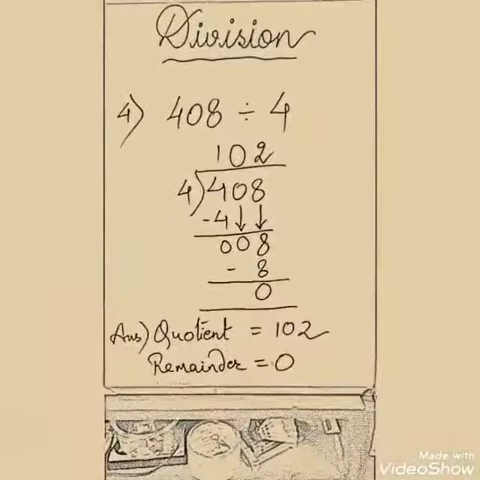 Division
4) 408 ÷ 4
102
4)408
-4↓↓
008
- 8
0
Ans) Quotient = 102
Remainder = 0
Made with
VideoShow